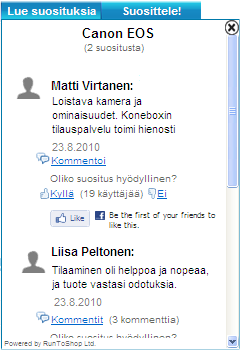 Lue suosituksia Suosittele!
Canon EOS
(2 suositusta)
Matti Virtanen:
Loistava kamera ja
ominaisuudet. Koneboxin
tilauspalvelu toimi hienosti
23.8.2010
Kommentoi
Oliko suositus hyödyllinen?
Kyllä (19 käyttäjää) Ei
Like Be the first of your friends to
like this.
Liisa Peltonen:
Tilaaminen oli helppoa ja nopeaa,
ja tuote vastasi odotuksia.
23.8.2010
Kommentit (3 kommenttia)
Oliko suositus hyödyllinen?
Powered by RunToShop Ltd.